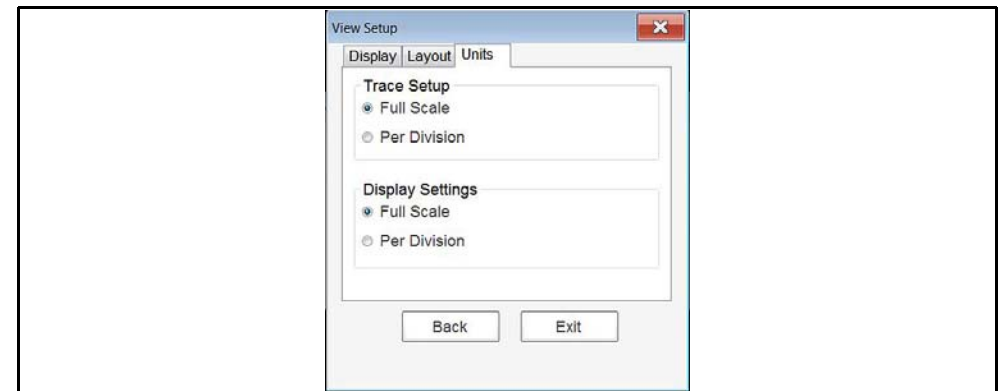 View Setup
Display Layout Units
Trace Setup
Full Scale
Per Division
Display Settings
Full Scale
Per Division
Back Exit